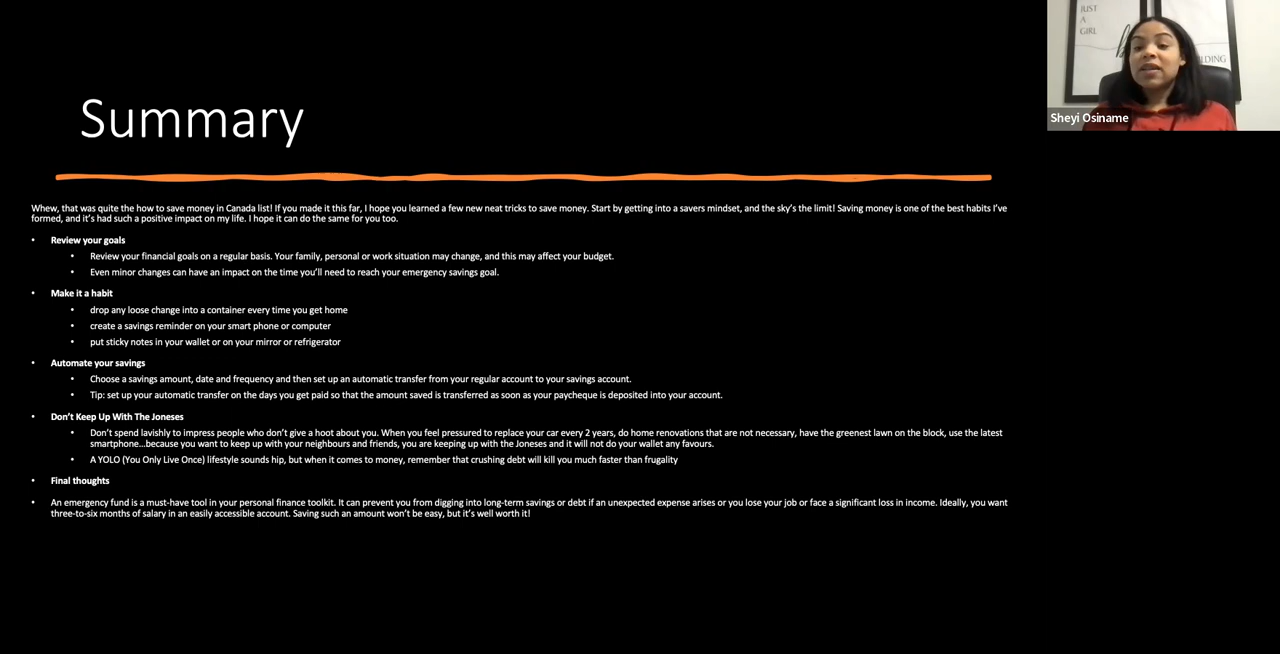 JUST
A
GIRL
LDING
Sheyi Osiname
Summary
Whew, that was quite the how to save money in Canada list! If you made it this far, I hope you learned a few new neat tricks to save money. Start by getting into a savers mindset, and the sky's the limit! Saving money is one of the best habits I've
formed, and it's had such a positive impact on my life. I hope it can do the same for you too.
• Review your goals
• Review your financial goals on a regular basis. Your family, personal or work situation may change, and this may affect your budget.
• Even minor changes can have an impact on the time you'll need to reach your emergency savings goal.
• Make it a habit
• drop any loose change into a container every time you get home
• create a savings reminder on your smart phone or computer
• put sticky notes in your wallet or on your mirror or refrigerator
• Automate your savings
• Choose a savings amount, date and frequency and then set up an automatic transfer from your regular account to your savings account.
• Tip: set up your automatic transfer on the days you get paid so that the amount saved is transferred as soon as your paycheque is deposited into your account.
• Don't Keep Up With The Joneses
• Don't spend lavishly to impress people who don't give a hoot about you. When you feel pressured to replace your car every 2 years, do home renovations that are not necessary, have the greenest lawn on the block, use the latest
smartphone...because you want to keep up with your neighbours and friends, you are keeping up with the Joneses and it will not do your wallet any favours.
• A YOLO (You Only Live Once) lifestyle sounds hip, but when it comes to money, remember that crushing debt will kill you much faster than frugality
• Final thoughts
• An emergency fund is a must-have tool in your personal finance toolkit. It can prevent you from digging into long-term savings or debt if an unexpected expense arises or you lose your job or face a significant loss in income. Ideally, you want
three-to-six months of salary in an easily accessible account. Saving such an amount won't be easy, but it's well worth it!